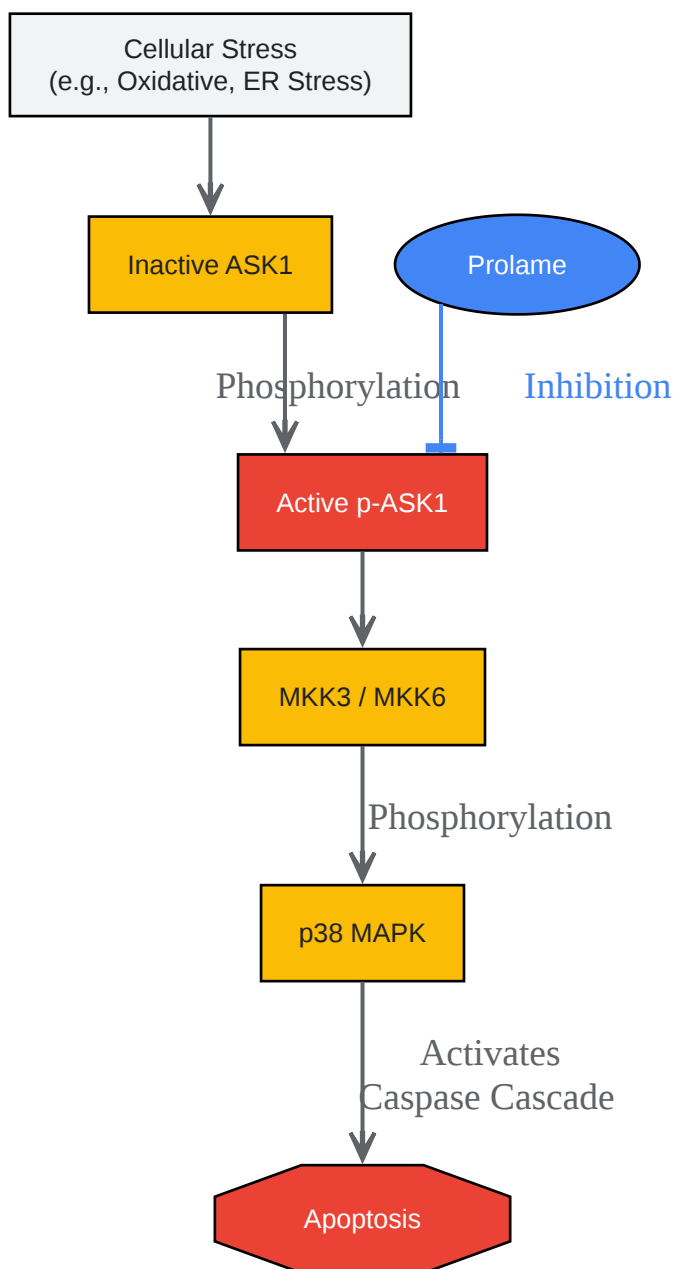 Cellular Stress
(e.g., Oxidative, ER Stress)
Inactive ASK1
Prolame
Phosphorylation
Inhibition
Active p-ASK1
MKK3 / MKK6
Phosphorylation
p38 MAPK
Activates
Caspase Cascade
Apoptosis